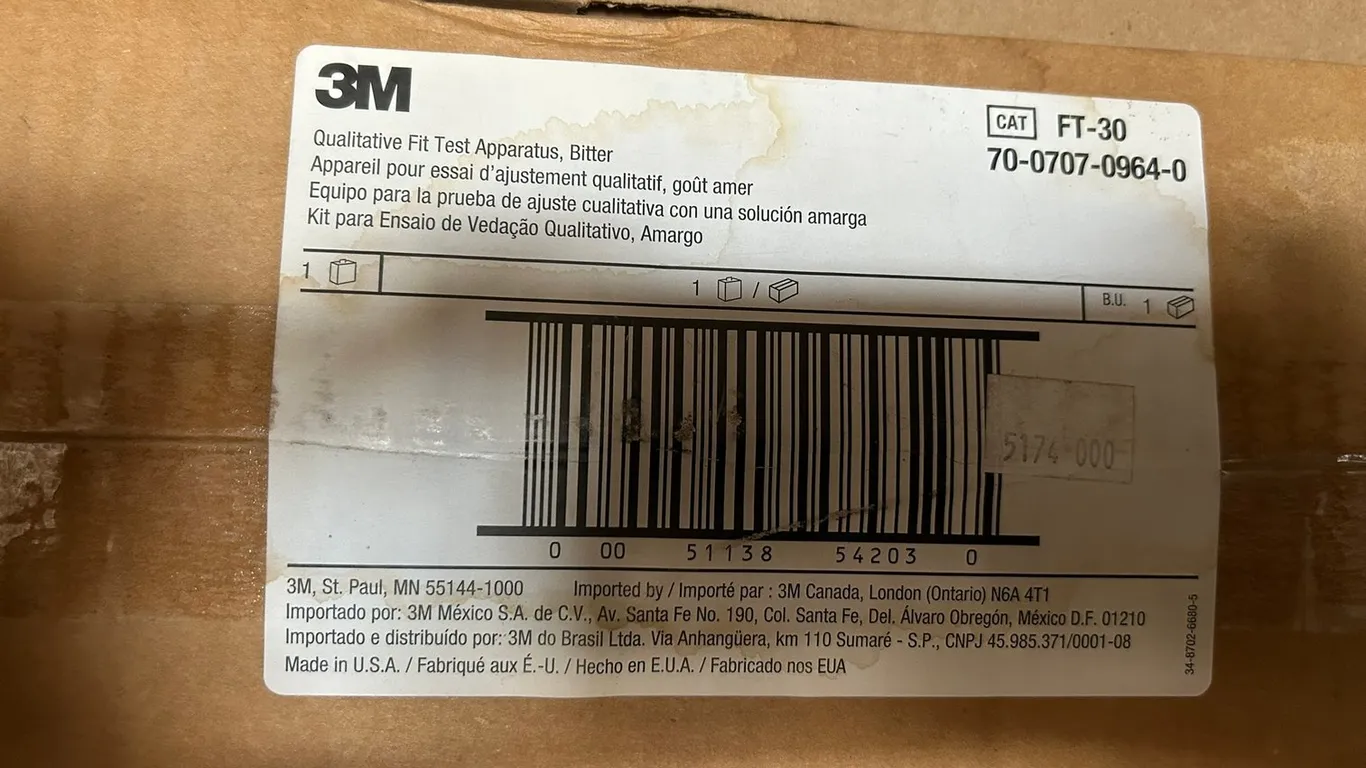 3M
CAT FT-30
70-0707-0964-0
Qualitative Fit Test Apparatus, Bitter
Appareil pour essai d'ajustement qualitatif, goût amer
Equipo para la prueba de ajuste cualitativa con una solución amarga
Kit para Ensaio de Vedação Qualitativo, Amargo
1 1 / B.U. 1
5174-000
0 00 51138 54203 0
3M, St. Paul, MN 55144-1000 Imported by / Importé par : 3M Canada, London (Ontario) N6A 4T1
Importado por: 3M México S.A. de C.V., Av. Santa Fe No. 190, Col. Santa Fe, Del. Álvaro Obregón, México D.F. 01210
Importado e distribuído por: 3M do Brasil Ltda. Via Anhangüera, km 110 Sumaré - S.P., CNPJ 45.985.371/0001-08
Made in U.S.A. / Fabriqué aux É.-U. / Hecho en E.U.A. / Fabricado nos EUA
34-8702-6680-5